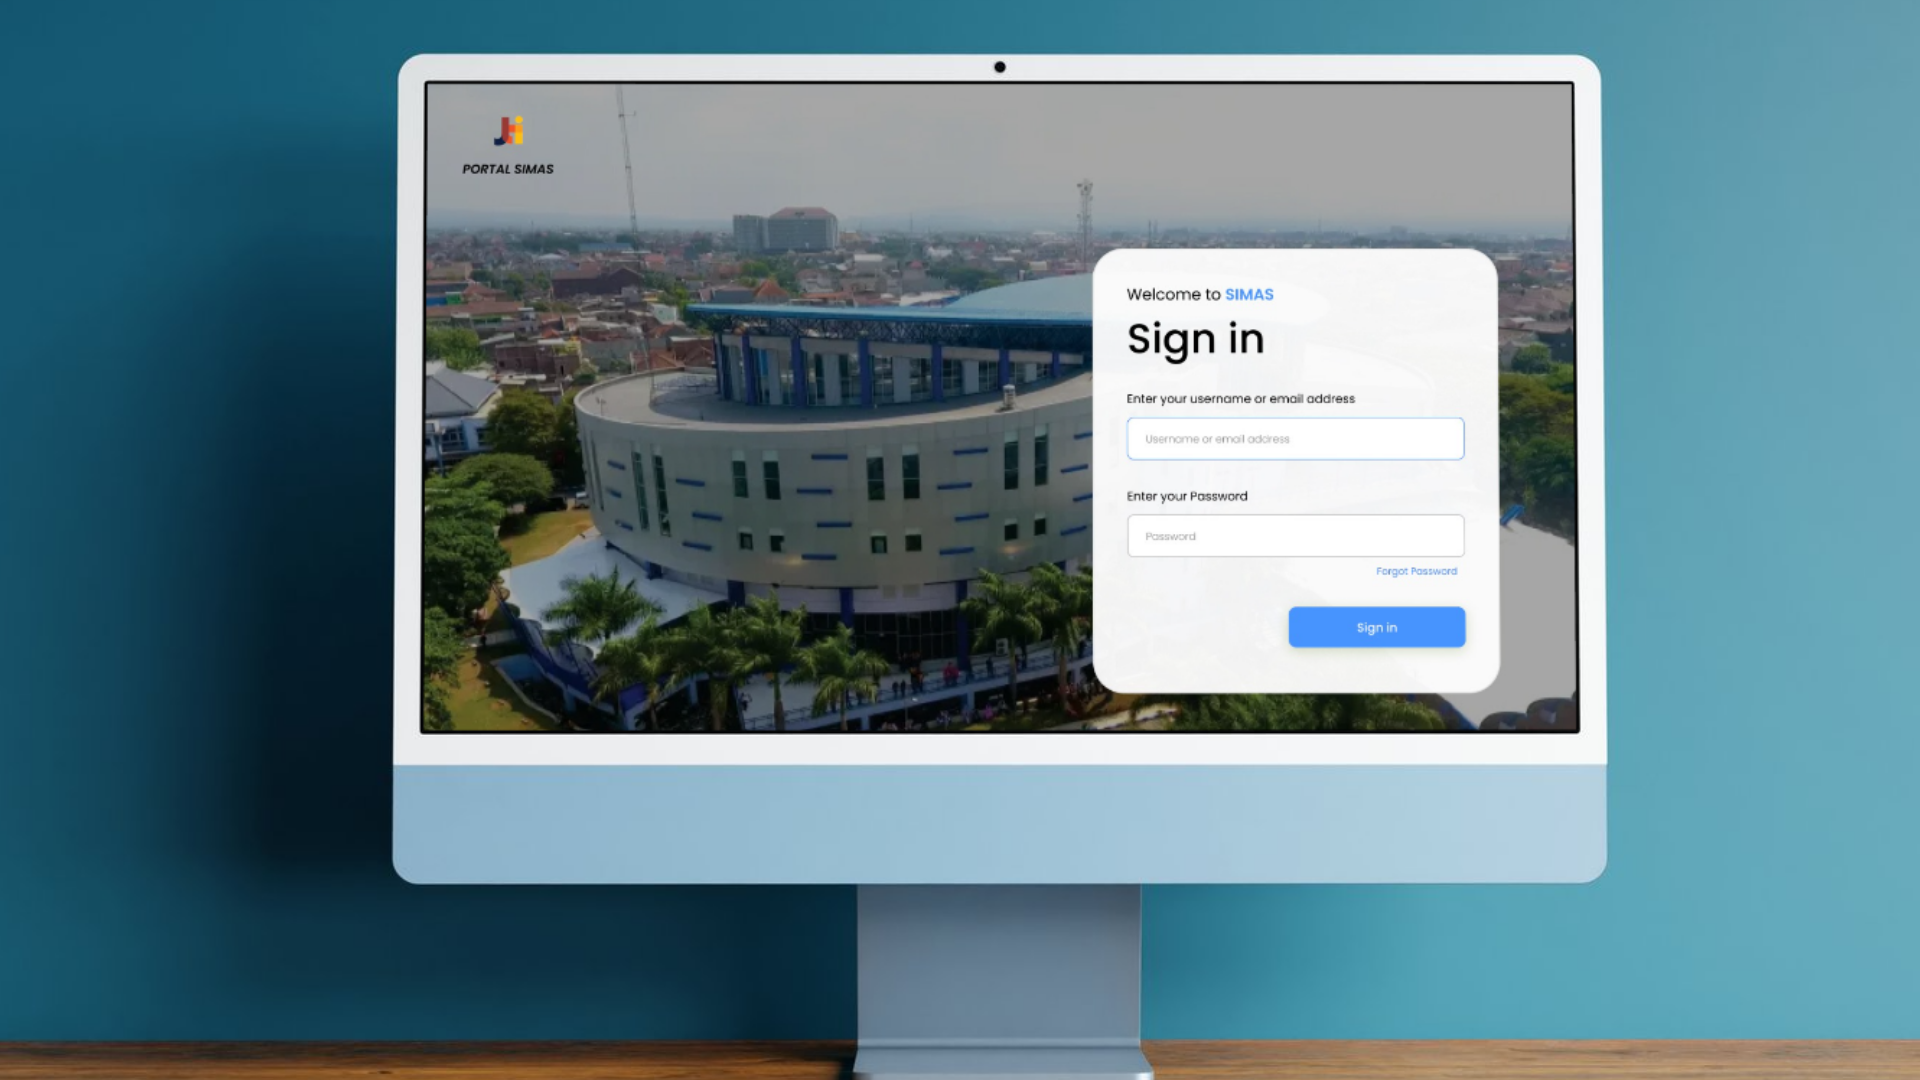 PORTAL SIMAS
Welcome to SIMAS
Sign in
Enter your username or email address
Username or email address
Enter your Password
Password
Forgot Password
Sign in